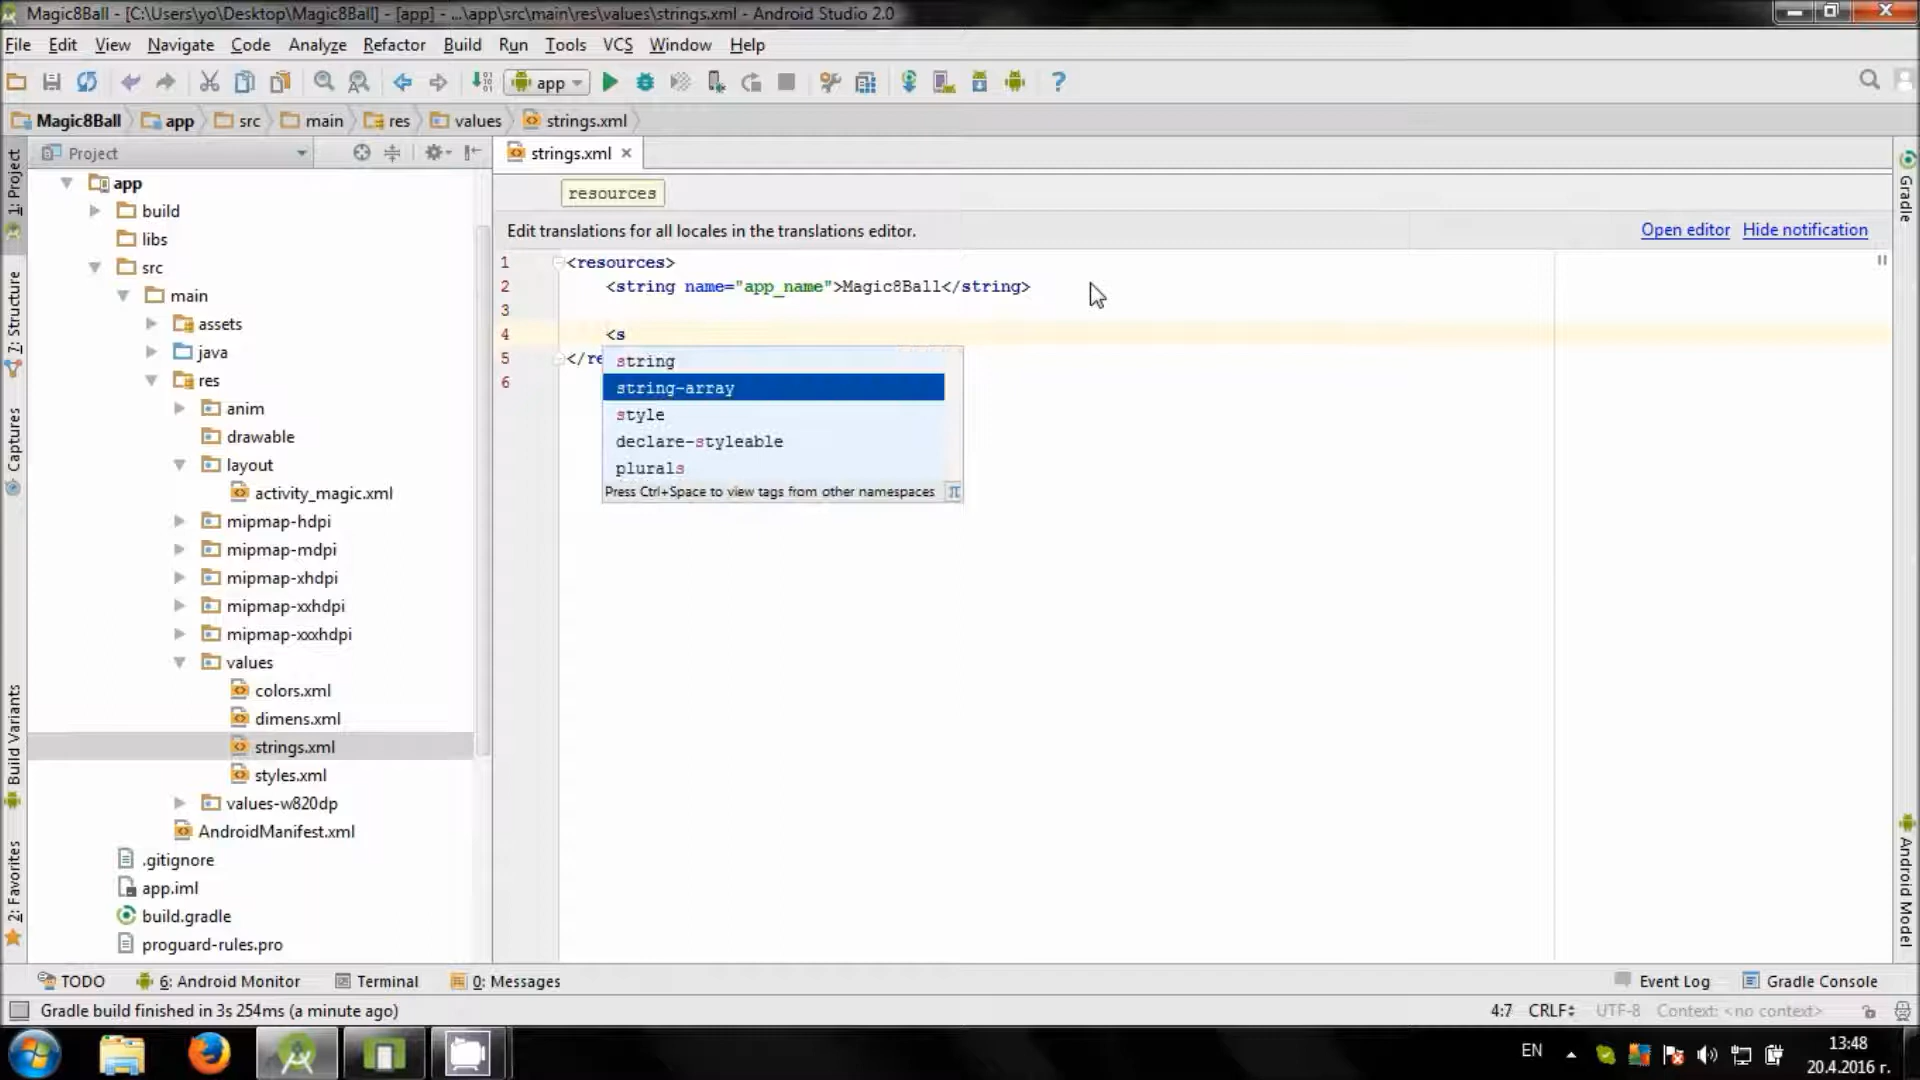 Magic8Ball - [C:\Users\yo\Desktop\Magic8Ball] - [app] - ...\app\src\main\res\values\strings.xml - Android Studio 2.0
File Edit View Navigate Code Analyze Refactor Build Run Tools VCS Window Help
app
Magic8Ball app src main res values strings.xml
Project
strings.xml
1: Project
7: Structure
Captures
Build Variants
2: Favorites
app
build
libs
src
main
assets
java
res
anim
drawable
layout
activity_magic.xml
mipmap-hdpi
mipmap-mdpi
mipmap-xhdpi
mipmap-xxhdpi
mipmap-xxxhdpi
values
colors.xml
dimens.xml
strings.xml
styles.xml
values-w820dp
AndroidManifest.xml
.gitignore
app.iml
build.gradle
proguard-rules.pro
resources
Edit translations for all locales in the translations editor. Open editor Hide notification
1 <resources>
2 <string name="app_name">Magic8Ball</string>
3
4 <s
5 </re
6
string
string-array
style
declare-styleable
plurals
Press Ctrl+Space to view tags from other namespaces π
Gradle
Android Model
TODO 6: Android Monitor Terminal 0: Messages Event Log Gradle Console
Gradle build finished in 3s 254ms (a minute ago) 4:7 CRLF UTF-8 Context: <no context>
EN 13:48
20.4.2016 г.